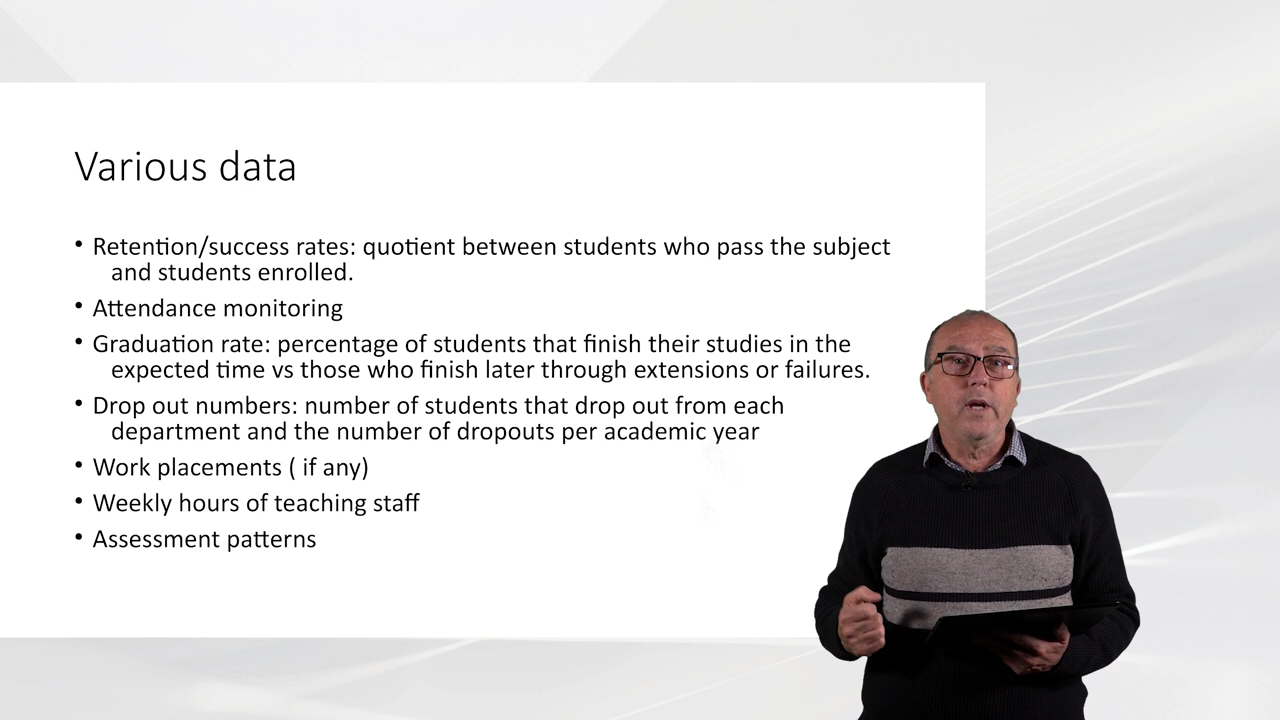 Various data
• Retention/success rates: quotient between students who pass the subject
and students enrolled.
• Attendance monitoring
• Graduation rate: percentage of students that finish their studies in the
expected time vs those who finish later through extensions or failures.
• Drop out numbers: number of students that drop out from each
department and the number of dropouts per academic year
• Work placements ( if any)
• Weekly hours of teaching staff
• Assessment patterns